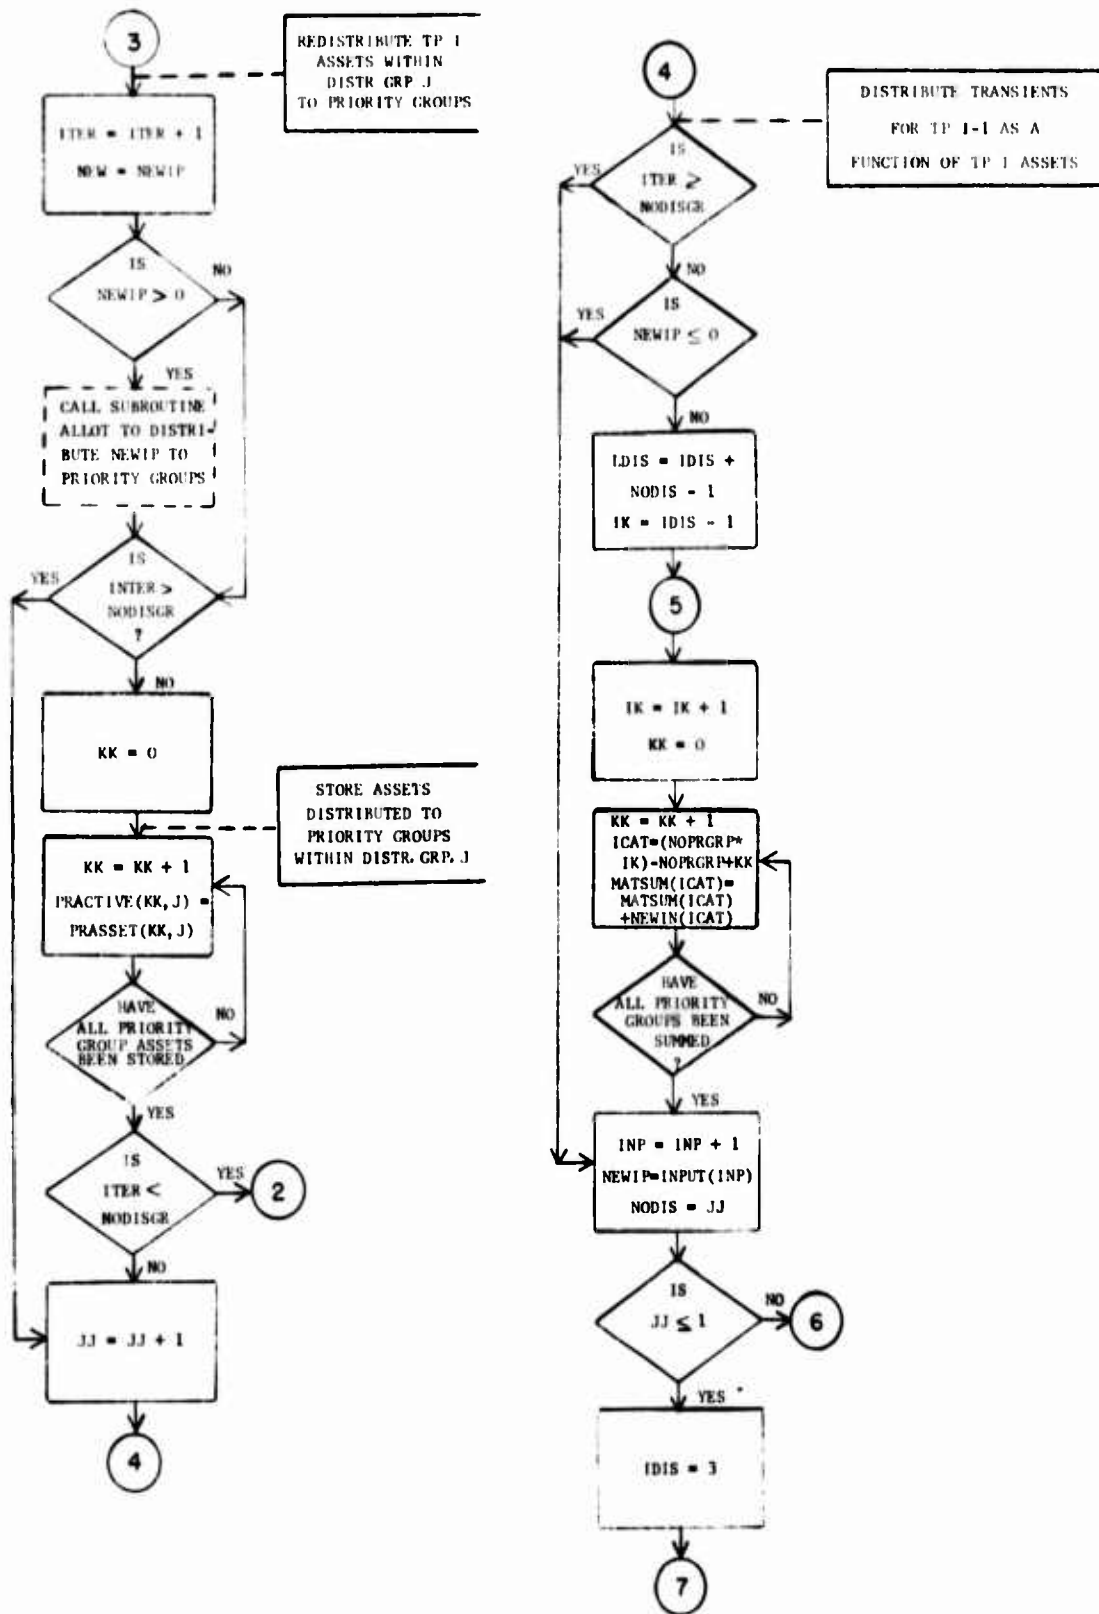 3
REDISTRIBUTE TP I
ASSETS WITHIN
DISTR GRP J
TO PRIORITY GROUPS
ITER = ITER + 1
NEW = NEWIP
IS
NEWIP > 0
NO
YES
CALL SUBROUTINE
ALLOT TO DISTRI-
BUTE NEWIP TO
PRIORITY GROUPS
IS
INTER >
NODISGR
?
YES
NO
KK = 0
STORE ASSETS
DISTRIBUTED TO
PRIORITY GROUPS
WITHIN DISTR. GRP. J
KK = KK + 1
PRACTIVE(KK,J) =
PRASSET(KK,J)
HAVE
ALL PRIORITY
GROUP ASSETS
BEEN STORED
NO
YES
IS
ITER <
NODISGR
YES
2
NO
JJ = JJ + 1
4
4
DISTRIBUTE TRANSIENTS
FOR TP I-1 AS A
FUNCTION OF TP I ASSETS
IS
ITER ≥
NODISGR
YES
NO
IS
NEWIP ≤ 0
YES
NO
LDIS = IDIS +
NODIS - 1
IK = IDIS - 1
5
IK = IK + 1
KK = 0
KK = KK + 1
ICAT=(NOPRGRP*
IK)-NOPRGRP+KK
MATSUM(ICAT)=
MATSUM(ICAT)
+NEWIN(ICAT)
HAVE
ALL PRIORITY
GROUPS BEEN
SUMMED
?
NO
YES
INP = INP + 1
NEWIP=INPUT(INP)
NODIS = JJ
IS
JJ ≤ 1
NO
6
YES
IDIS = 3
7